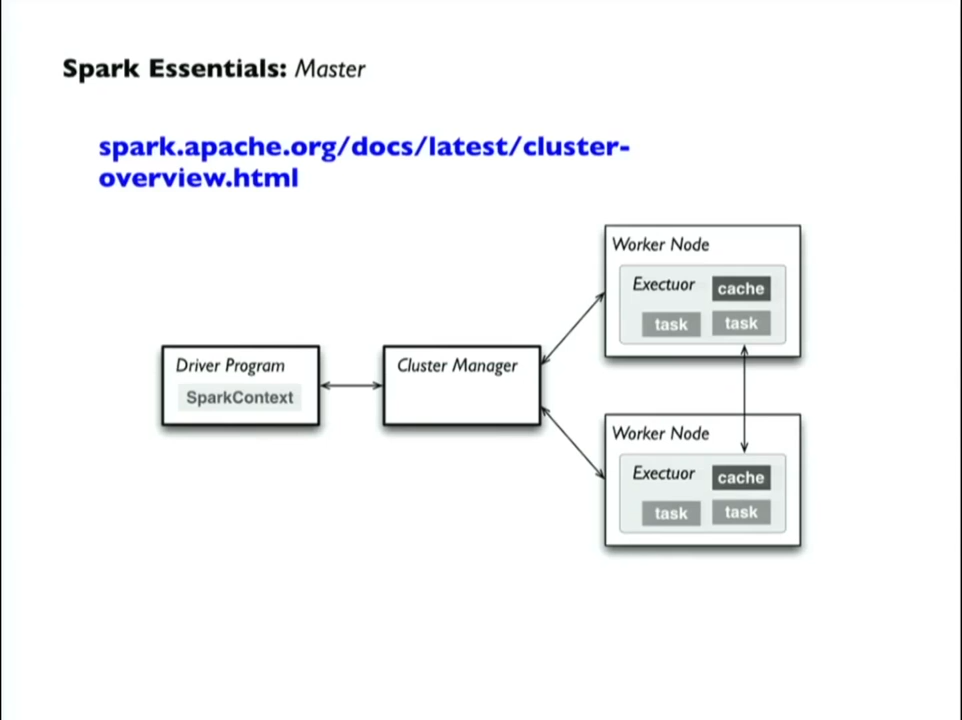 Spark Essentials: Master
spark.apache.org/docs/latest/cluster-
overview.html
Worker Node
Exectuor
cache
task
task
Driver Program
SparkContext
Cluster Manager
Worker Node
Exectuor
cache
task
task